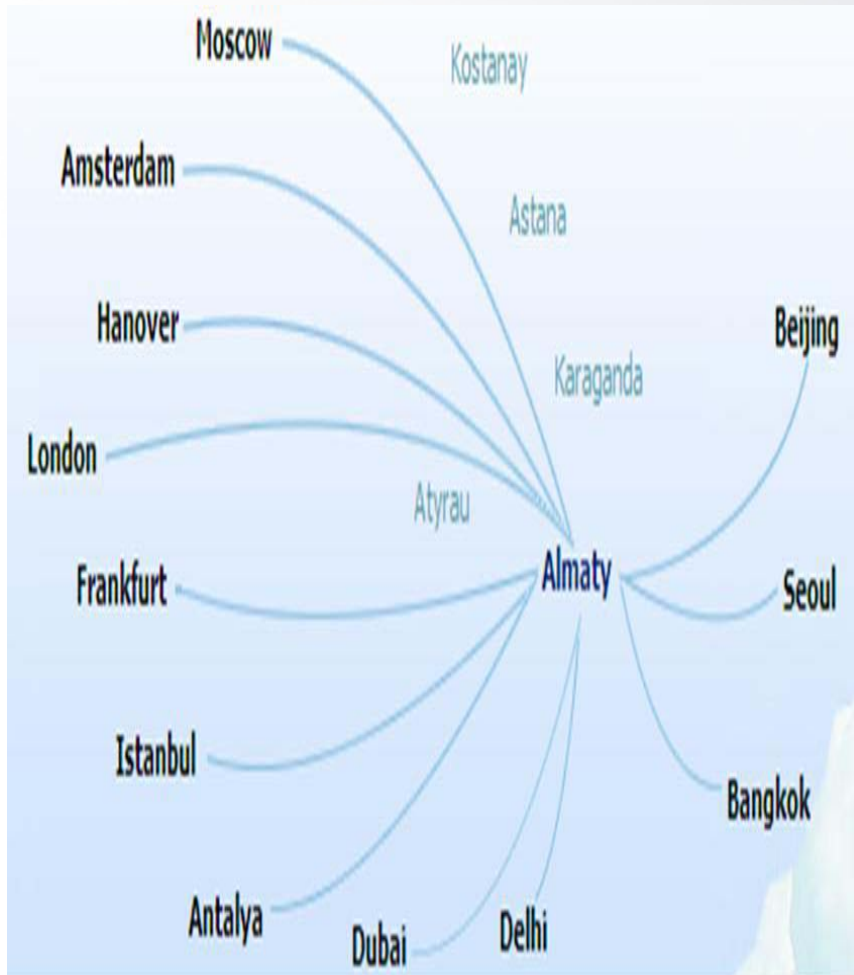 Moscow
Kostanay
Amsterdam
Astana
Hanover
Beijing
Karaganda
London
Atyrau
Almaty
Frankfurt
Seoul
Istanbul
Bangkok
Antalya
Dubai
Delhi